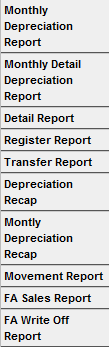 Monthly
Depreciation
Report
Monthly Detail
Depreciation
Report
Detail Report
Register Report
Transfer Report
Depreciation
Recap
Montly
Depreciation
Recap
Movement Report
FA Sales Report
FA Write Off
Report